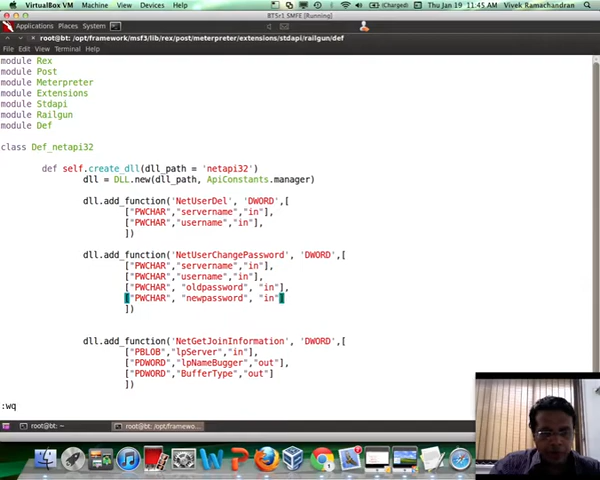 VirtualBox VM Machine Devices Help
(Charged) Thu Jan 19 11:45 AM Vivek Ramachandran
BT5r1 SMFE [Running]
Applications Places System
root@bt: /opt/framework/msf3/lib/rex/post/meterpreter/extensions/stdapi/railgun/def
File Edit View Terminal Help
module Rex
module Post
module Meterpreter
module Extensions
module Stdapi
module Railgun
module Def
class Def_netapi32
def self.create_dll(dll_path = 'netapi32')
dll = DLL.new(dll_path, ApiConstants.manager)
dll.add_function('NetUserDel', 'DWORD',[
["PWCHAR","servername","in"],
["PWCHAR","username","in"],
])
dll.add_function('NetUserChangePassword', 'DWORD',[
["PWCHAR","servername","in"],
["PWCHAR","username","in"],
["PWCHAR", "oldpassword", "in"],
["PWCHAR", "newpassword", "in"]
])
dll.add_function('NetGetJoinInformation', 'DWORD',[
["PBLOB","lpServer","in"],
["PDWORD","lpNameBugger","out"],
["PDWORD","BufferType","out"]
])
:wq
root@bt: ~
root@bt: /opt/framewo...